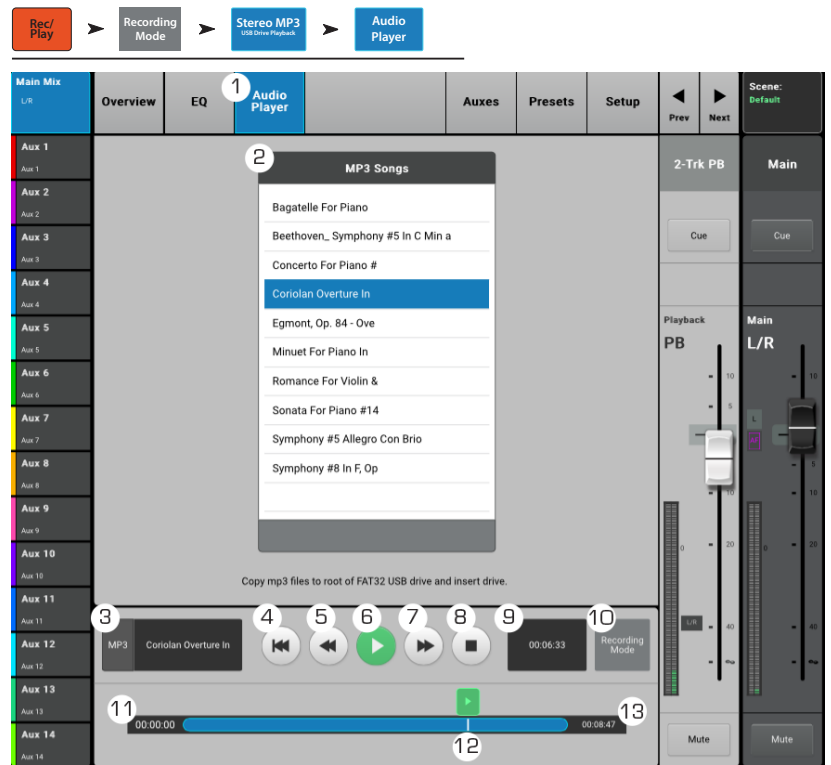 Rec/
Play
Recording
Mode
Stereo MP3
USB Drive Playback
Audio
Player
Main Mix
L/R
Overview
EQ
1
Audio
Player
Auxes
Presets
Setup
Prev
Next
Scene:
Default
Aux 1
Aux 1
Aux 2
Aux 2
Aux 3
Aux 3
Aux 4
Aux 4
Aux 5
Aux 5
Aux 6
Aux 6
Aux 7
Aux 7
Aux 8
Aux 8
Aux 9
Aux 9
Aux 10
Aux 10
Aux 11
Aux 11
Aux 12
Aux 12
Aux 13
Aux 13
Aux 14
Aux 14
2
MP3 Songs
Bagatelle For Piano
Beethoven_ Symphony #5 In C Min a
Concerto For Piano #
Coriolan Overture In
Egmont, Op. 84 - Ove
Minuet For Piano In
Romance For Violin &
Sonata For Piano #14
Symphony #5 Allegro Con Brio
Symphony #8 In F, Op
Copy mp3 files to root of FAT32 USB drive and insert drive.
3
MP3
Coriolan Overture In
4
5
6
7
8
9
00:06:33
10
Recording
Mode
11
00:00:00
12
00:08:47
13
2-Trk PB
Cue
Playback
PB
10
5
10
0
20
L/R
40
∞
Mute
Main
Cue
Main
L/R
10
L
5
10
0
20
40
∞
Mute